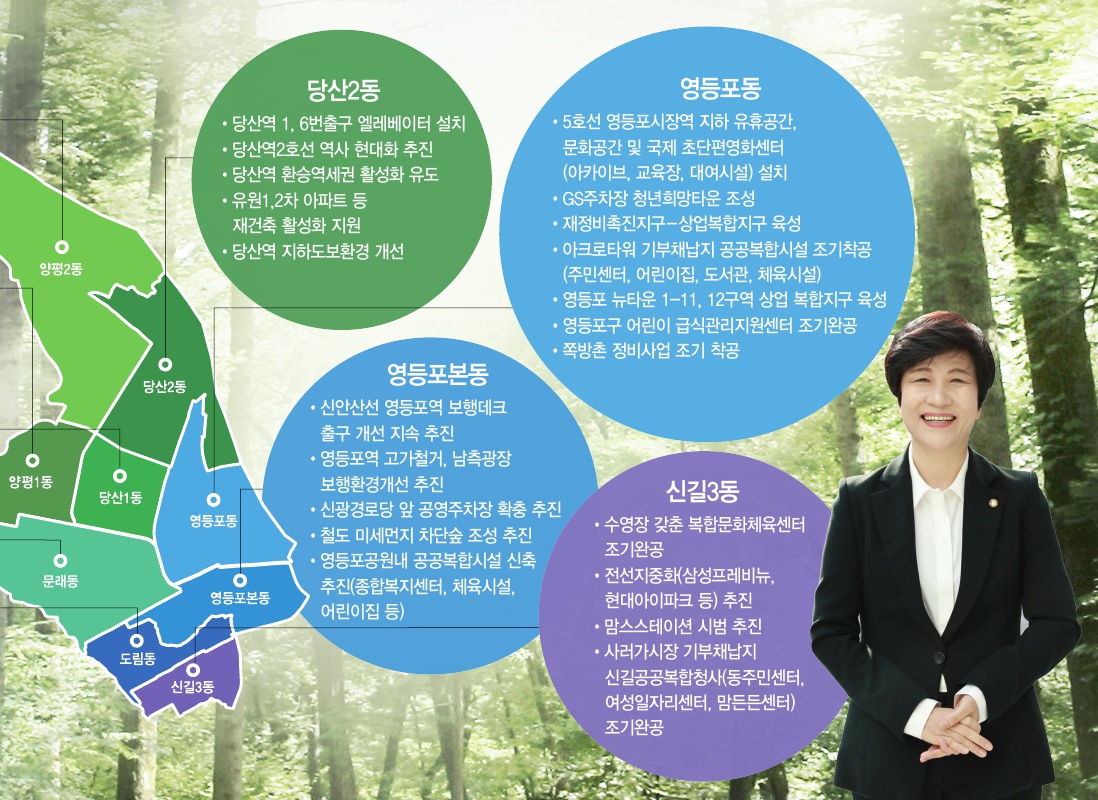 당산2동
• 당산역 1, 6번출구 엘레베이터 설치
• 당산역2호선 역사 현대화 추진
• 당산역 환승역세권 활성화 유도
• 유원1,2차 아파트 등
재건축 활성화 지원
• 당산역 지하도보환경 개선
영등포동
• 5호선 영등포시장역 지하 유휴공간,
문화공간 및 국제 초단편영화센터
(아카이브, 교육장, 대여시설) 설치
• GS주차장 청년희망타운 조성
• 재정비촉진지구-상업복합지구 육성
• 아크로타워 기부채납지 공공복합시설 조기착공
(주민센터, 어린이집, 도서관, 체육시설)
• 영등포 뉴타운 1-11, 12구역 상업 복합지구 육성
• 영등포구 어린이 급식관리지원센터 조기완공
• 쪽방촌 정비사업 조기 착공
영등포본동
• 신안산선 영등포역 보행데크
출구 개선 지속 추진
• 영등포역 고가철거, 남측광장
보행환경개선 추진
• 신광경로당 앞 공영주차장 확충 추진
• 철도 미세먼지 차단숲 조성 추진
• 영등포공원내 공공복합시설 신축
추진(종합복지센터, 체육시설,
어린이집 등)
신길3동
• 수영장 갖춘 복합문화체육센터
조기완공
• 전선지중화(삼성프레비뉴,
현대아이파크 등) 추진
• 맘스스테이션 시범 추진
• 사러가시장 기부채납지
신길공공복합청사(동주민센터,
여성일자리센터, 맘든든센터)
조기완공
양평2동
당산2동
양평1동
당산1동
영등포동
문래동
영등포본동
도림동
신길3동